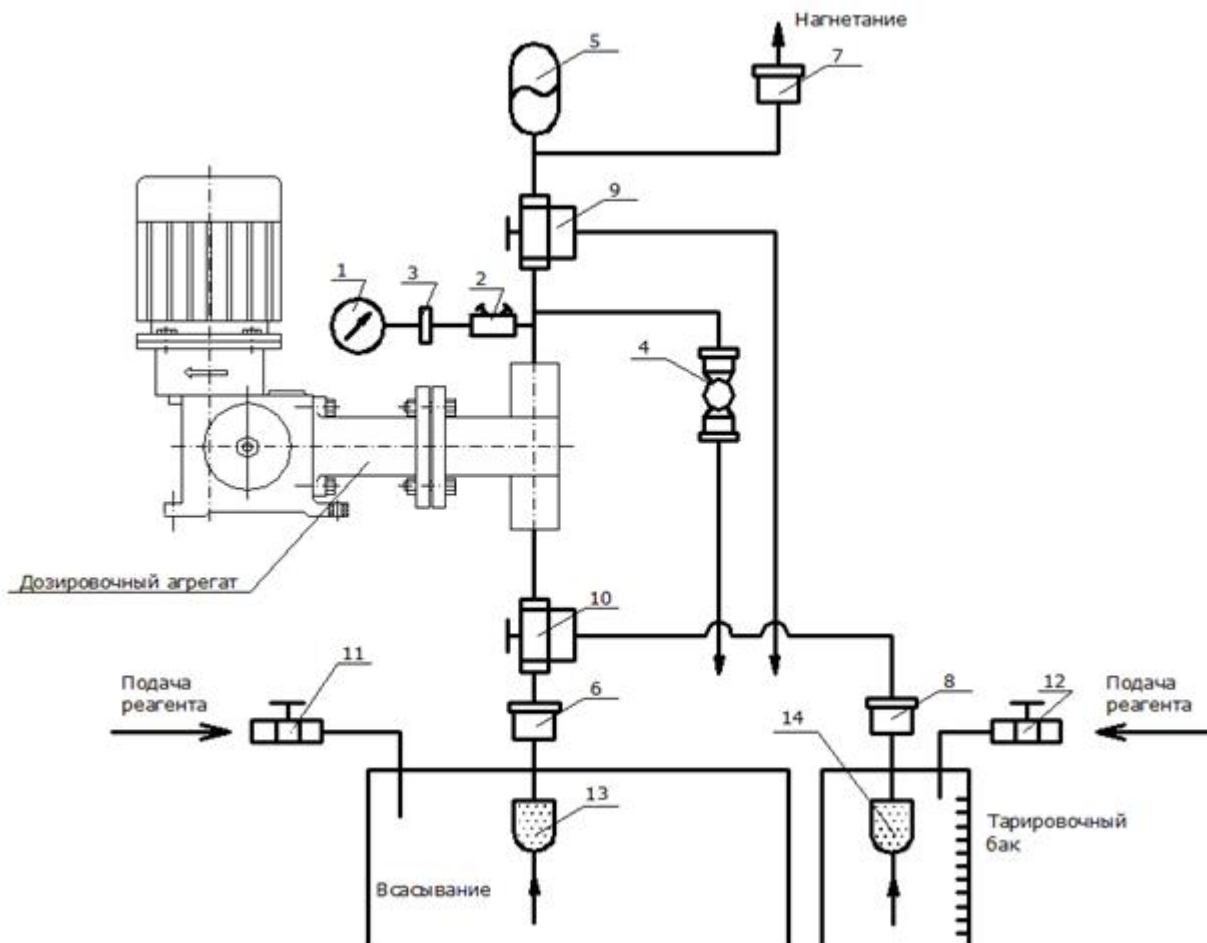 Нагнетание
5
7
9
1
3
2
4
Дозировочный агрегат
10
11
6
8
12
Подача
реагента
Подача
реагента
14
13
Тарировочный
бак
Всасывание